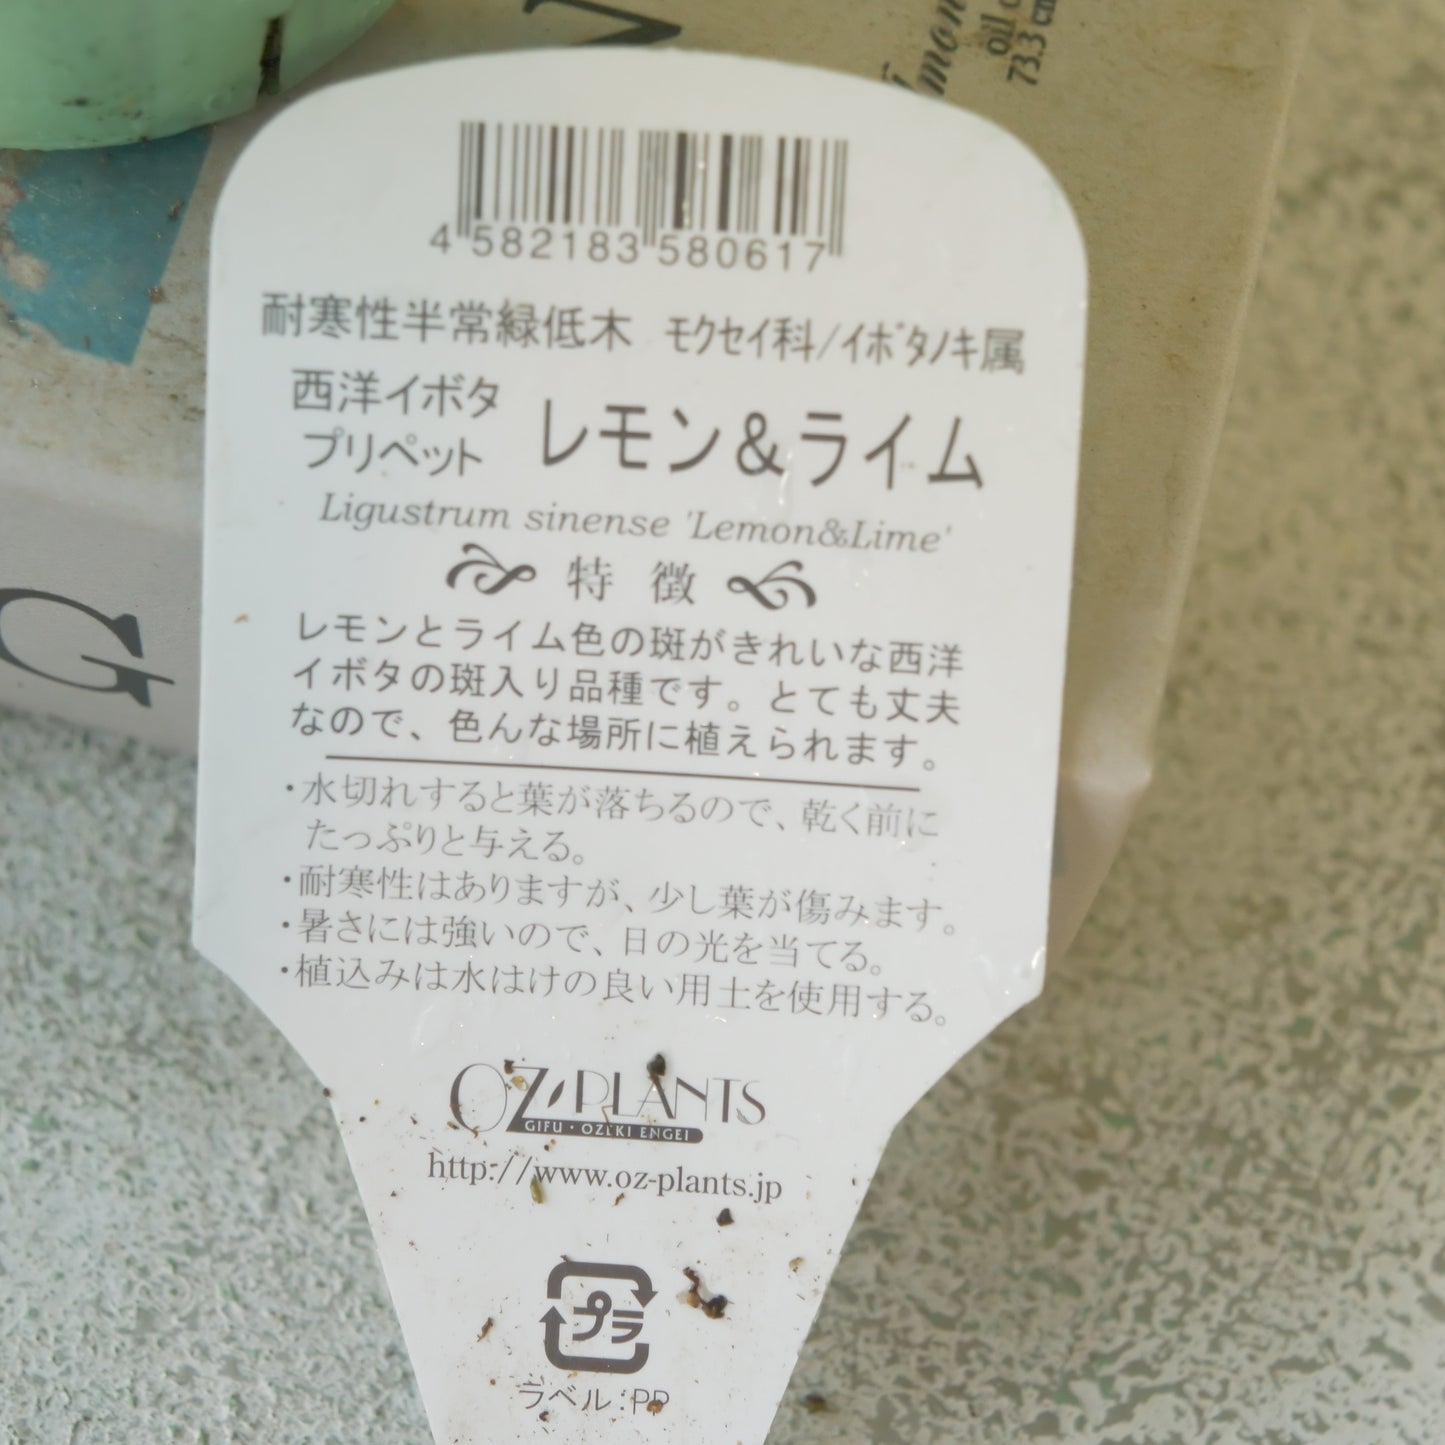 oil o
73.3 cm
G
4 582183 580617
耐寒性半常緑低木 モクセイ科/イボタノキ属
西洋イボタ
プリペット
レモン&ライム
Ligustrum sinense 'Lemon&Lime'
特 徴
レモンとライム色の斑がきれいな西洋
イボタの斑入り品種です。とても丈夫
なので、色んな場所に植えられます。
・水切れすると葉が落ちるので、乾く前に
たっぷりと与える。
・耐寒性はありますが、少し葉が傷みます。
・暑さには強いので、日の光を当てる。
・植込みは水はけの良い用土を使用する。
OZ PLANTS
GIFU・OZEKI ENGEI
http://www.oz-plants.jp
プラ
ラベル:PP